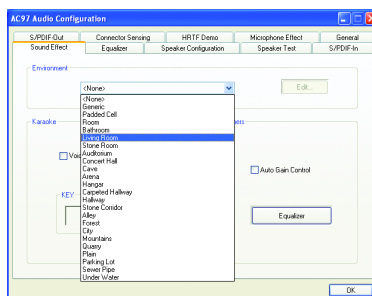 AC97 Audio Configuration
S/PDIF-Out Connector Sensing HRTF Demo Microphone Effect General
Sound Effect Equalizer Speaker Configuration Speaker Test S/PDIF-In
Environment
<None> Edit...
<None>
Generic
Padded Cell
Karaoke Room
Bathroom
Living Room
Stone Room
Auditorium
Concert Hall
Cave
Arena Auto Gain Control
Hangar
Carpeted Hallway
Hallway
KEY Stone Corridor
Alley
Forest Equalizer
City
Mountains
Quarry
Plain
Parking Lot
Sewer Pipe
Under Water
OK